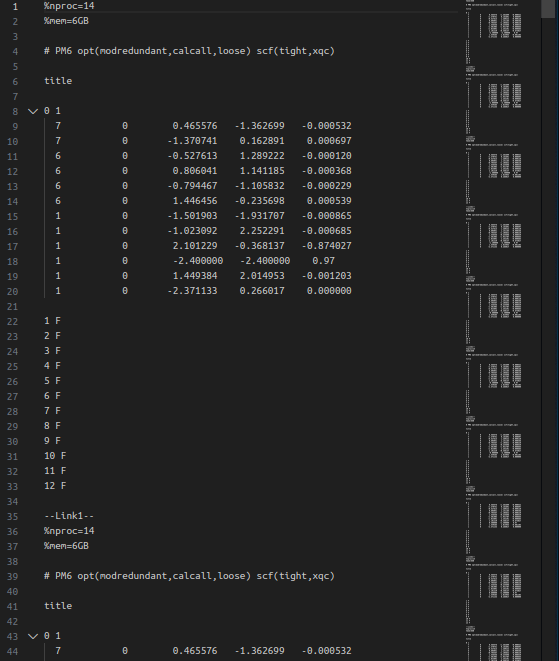 1 %nproc=14
2 %mem=6GB
3
4 # PM6 opt(modredundant,calcall,loose) scf(tight,xqc)
5
6 title
7
8 0 1
9 7 0 0.465576 -1.362699 -0.000532
10 7 0 -1.370741 0.162891 0.000697
11 6 0 -0.527613 1.289222 -0.000120
12 6 0 0.806041 1.141185 -0.000368
13 6 0 -0.794467 -1.105832 -0.000229
14 6 0 1.446456 -0.235698 0.000539
15 1 0 -1.501903 -1.931707 -0.000865
16 1 0 -1.023092 2.252291 -0.000685
17 1 0 2.101229 -0.368137 -0.874027
18 1 0 -2.400000 -2.400000 0.97
19 1 0 1.449384 2.014953 -0.001203
20 1 0 -2.371133 0.266017 0.000000
21
22 1 F
23 2 F
24 3 F
25 4 F
26 5 F
27 6 F
28 7 F
29 8 F
30 9 F
31 10 F
32 11 F
33 12 F
34
35 --Link1--
36 %nproc=14
37 %mem=6GB
38
39 # PM6 opt(modredundant,calcall,loose) scf(tight,xqc)
40
41 title
42
43 0 1
44 7 0 0.465576 -1.362699 -0.000532